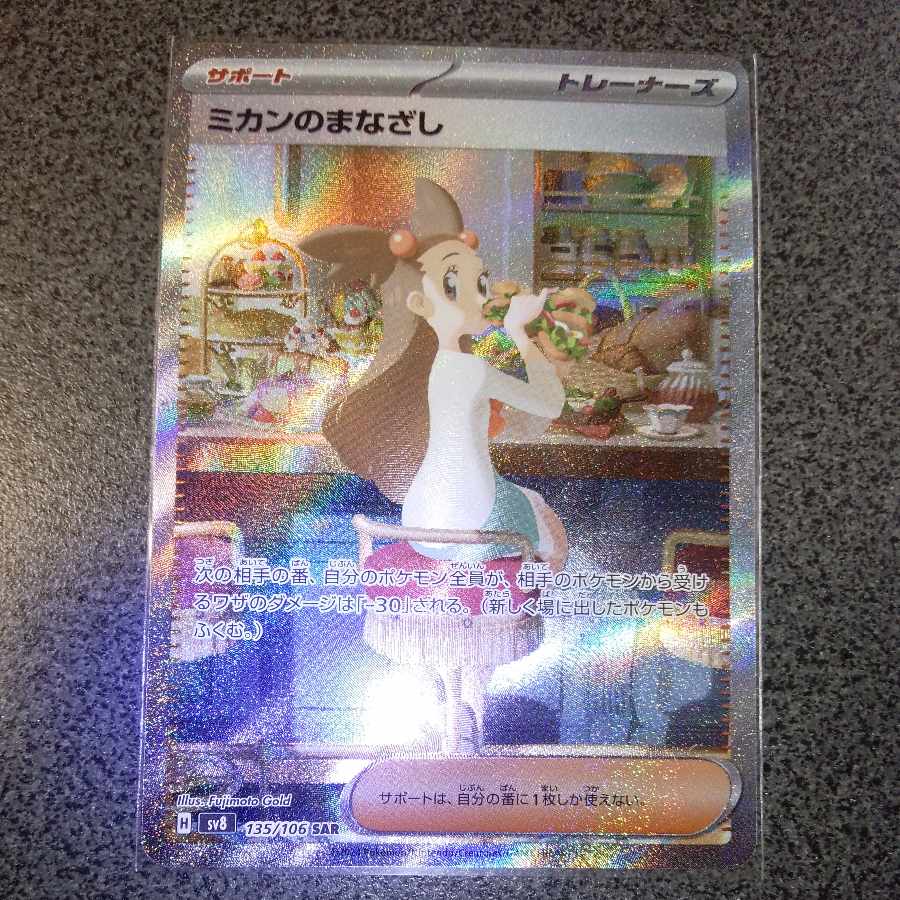 サポート
トレーナーズ
ミカンのまなざし
次の相手の番、自分のポケモン全員が、相手のポケモンから受け
るワザのダメージは「-30」される。（新しく場に出したポケモンも
ふくむ。）
Illus. Fujimoto Gold
サポートは、自分の番に1枚しか使えない。
H sv8 135/106 SAR
©2024 Pokémon/Nintendo/Creatures